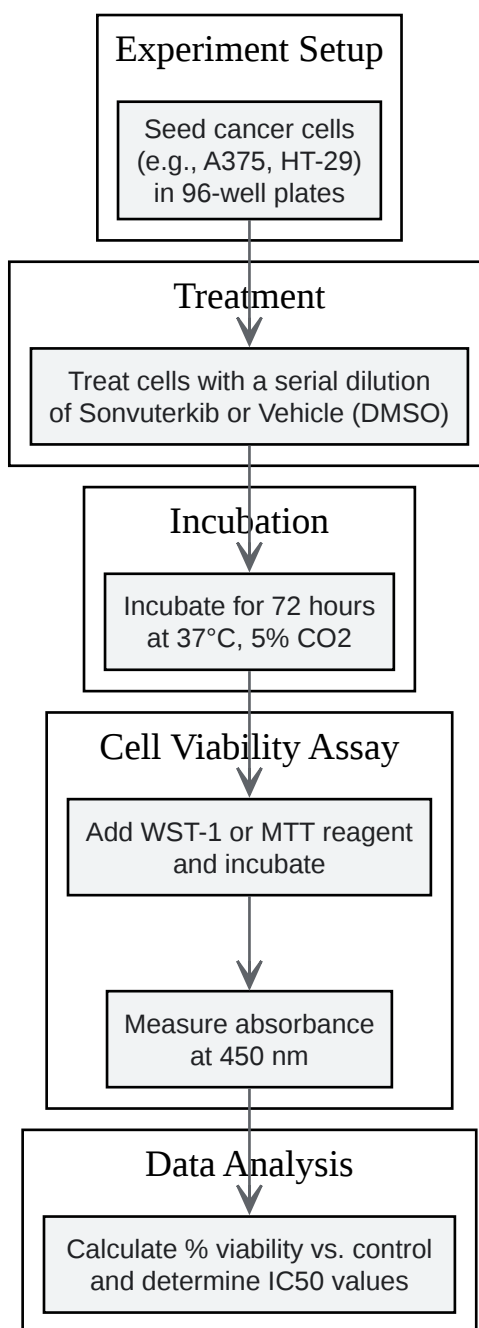 Experiment Setup
Seed cancer cells
(e.g., A375, HT-29)
in 96-well plates
Treatment
Treat cells with a serial dilution
of Sonvuterkib or Vehicle (DMSO)
Incubation
Incubate for 72 hours
at 37°C, 5% CO2
Cell Viability Assay
Add WST-1 or MTT reagent
and incubate
Measure absorbance
at 450 nm
Data Analysis
Calculate % viability vs. control
and determine IC50 values